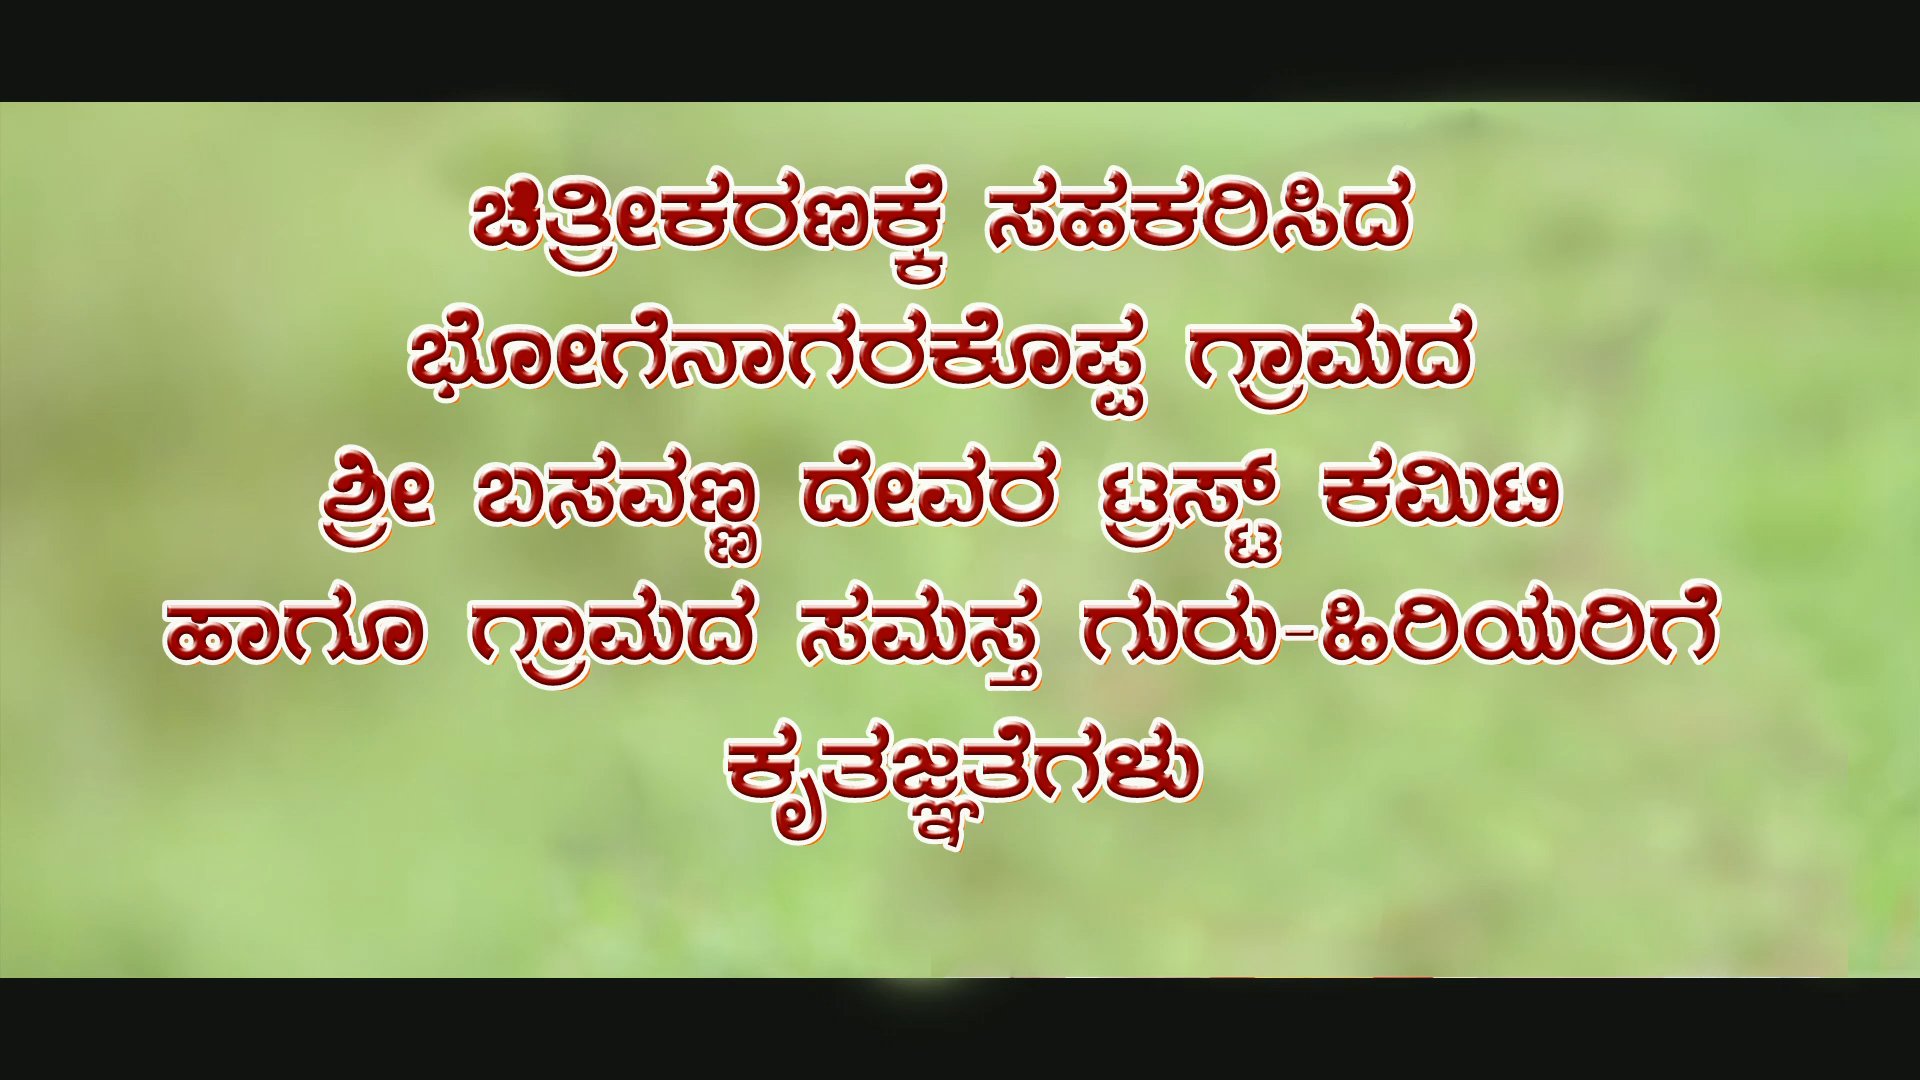 ಚಿತ್ರೀಕರಣಕ್ಕೆ ಸಹಕರಿಸಿದ
ಭೋಗೆನಾಗರಕೊಪ್ಪ ಗ್ರಾಮದ
ಶ್ರೀ ಬಸವಣ್ಣ ದೇವರ ಟ್ರಸ್ಟ್ ಕಮಿಟಿ
ಹಾಗೂ ಗ್ರಾಮದ ಸಮಸ್ತ ಗುರು-ಹಿರಿಯರಿಗೆ
ಕೃತಜ್ಞತೆಗಳು